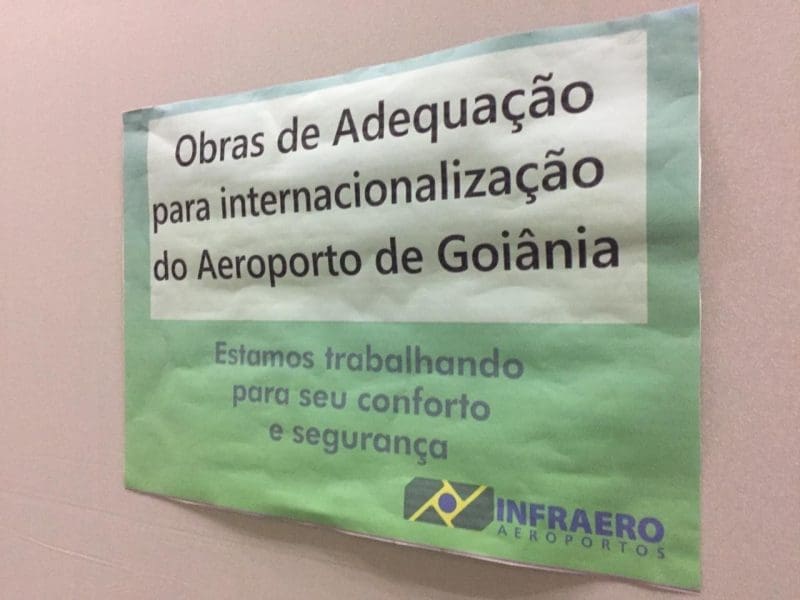 Obras de Adequação
para internacionalização
do Aeroporto de Goiânia
Estamos trabalhando
para seu conforto
e segurança
INFRAERO
AEROPORTOS